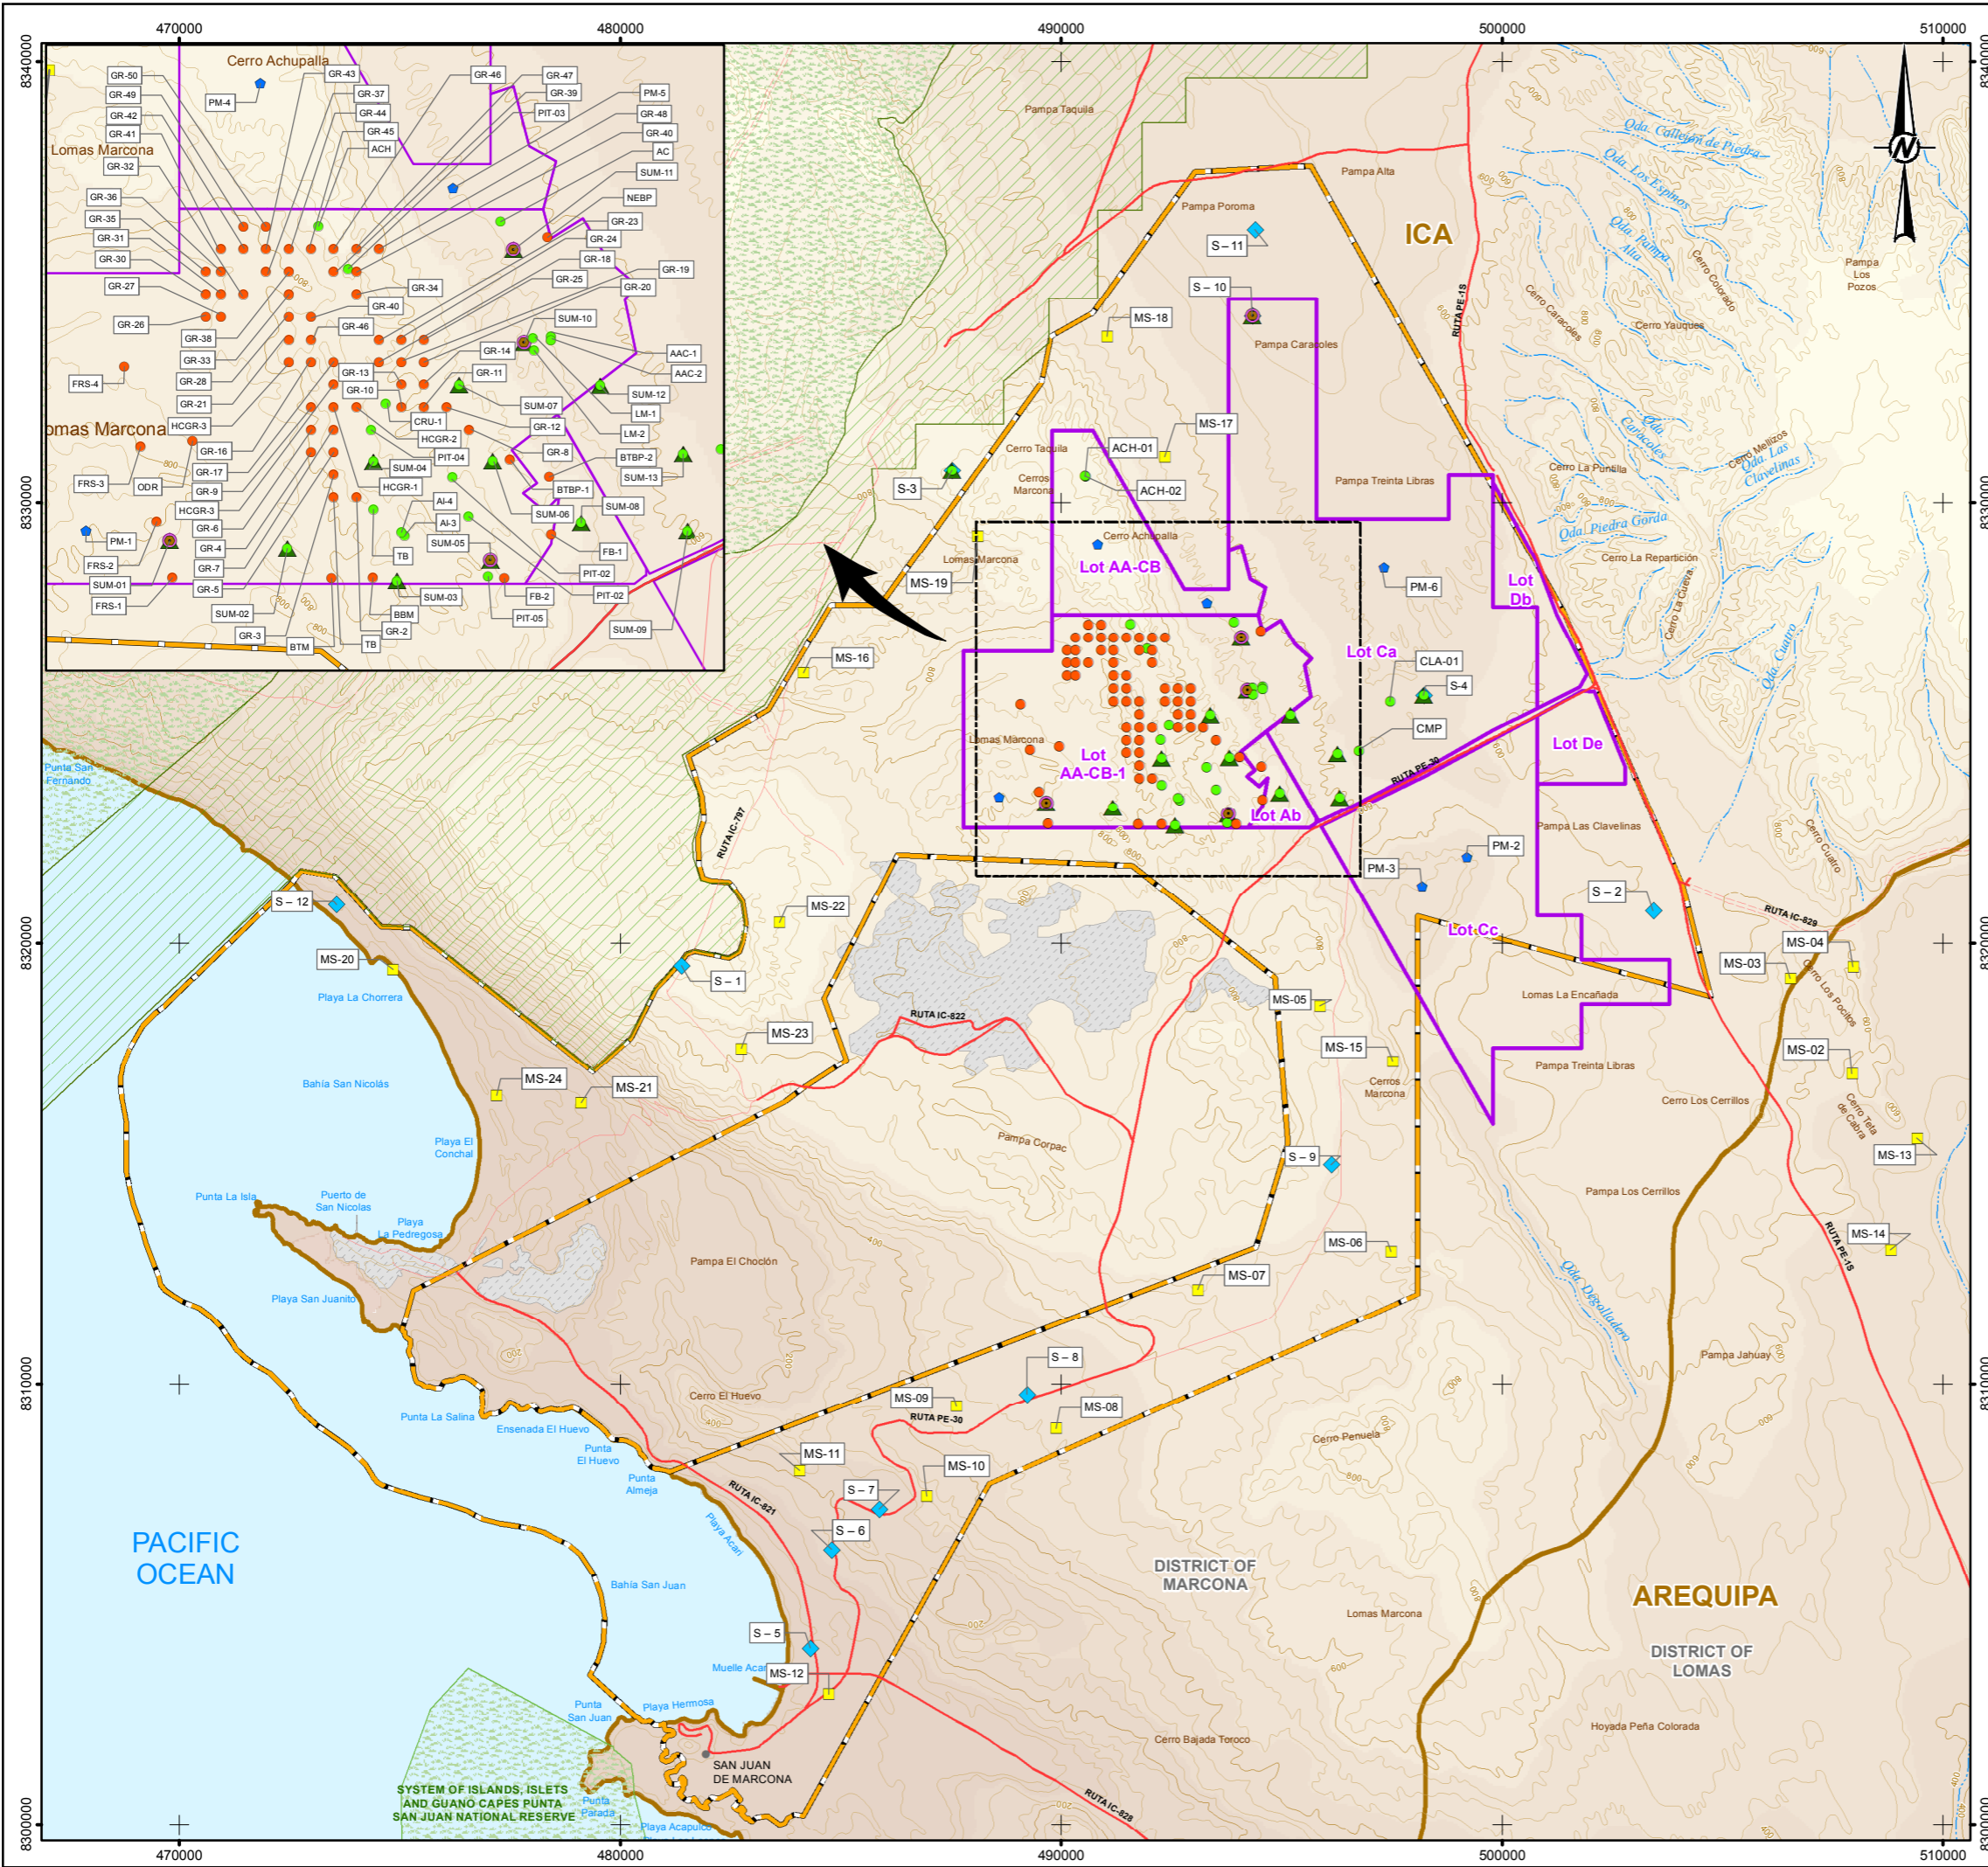 470000
480000
490000
500000
510000
8340000
8340000
8330000
8330000
8320000
8320000
8310000
8310000
8300000
8300000
Cerro Achupalla
PM-4
Lomas Marcona
GR-50
GR-49
GR-42
GR-41
GR-32
GR-36
GR-35
GR-31
GR-30
GR-27
GR-26
GR-43
GR-37
GR-44
GR-45
ACH
GR-46
GR-47
GR-39
PIT-03
PM-5
GR-48
GR-40
AC
SUM-11
NEBP
GR-23
GR-24
GR-18
GR-25
GR-19
GR-20
GR-34
GR-40
GR-46
SUM-10
GR-38
GR-33
GR-28
GR-21
HCGR-3
FRS-4
GR-14
GR-13
GR-10
GR-11
AAC-1
AAC-2
SUM-12
LM-1
LM-2
SUM-07
GR-12
CRU-1
HCGR-2
PIT-04
GR-8
omas Marcona
800
FRS-3
ODR
GR-16
GR-17
GR-9
HCGR-3
GR-6
GR-4
GR-7
GR-5
SUM-04
HCGR-1
AI-4
AI-3
SUM-05
TB
BTBP-2
SUM-13
BTBP-1
SUM-08
SUM-06
FB-1
PIT-02
PM-1
FRS-2
SUM-01
FRS-1
SUM-02
GR-3
BTM
TB
GR-2
BBM
SUM-03
FB-2
PIT-05
PIT-02
SUM-09
Pampa Taquila
Pampa Alta
Pampa Poroma
S – 11
ICA
S – 10
MS-18
Pampa Caracoles
RUTA PE-1S
Qda. Callejón de Piedra
Qda. Los Espinos
Qda. Pampa
Alta
Cerro Colorado
Pampa
Los
Pozos
Cerro Caracoles
Cerro Yauques
Qda.
Caracoles
Cerro Mellizos
Qda. Las
Clavelinas
Cerro La Puntilla
Qda. Piedra Gorda
Cerro La Repartición
Cerro La Cueva
Qda. Cuatro
MS-17
Cerro Taquila
ACH-01
Cerros
Marcona
ACH-02
S-3
Pampa Treinta Libras
Cerro Achupalla
Lomas Marcona
Lot AA-CB
MS-19
PM-6
Lot
Db
Lot Ca
CLA-01
S-4
CMP
MS-16
Lomas Marcona
Lot
AA-CB-1
Lot De
RUTA PE-30
Lot Ab
Pampa Las Clavelinas
PM-2
PM-3
S – 2
Cerro Cuatro
Punta San
Fernando
RUTA IC-797
S – 12
MS-22
MS-20
Playa La Chorrera
S – 1
Lot Cc
RUTA IC-829
MS-04
MS-03
Cerro Los Pocitos
Lomas La Encañada
MS-05
RUTA IC-822
MS-23
MS-15
MS-02
Cerros
Marcona
Pampa Treinta Libras
Bahía San Nicolás
MS-24
MS-21
Cerro Los Cerrillos
Cerro Teta
de Cabra
Pampa Corpac
Playa El
Conchal
S – 9
MS-13
Punta La Isla
Puerto de
San Nicolas
Playa
La Pedregosa
Pampa Los Cerrillos
MS-06
MS-14
RUTA PE-1S
Pampa El Choclón
MS-07
Playa San Juanito
Qda. Degolladero
Pampa Jahuay
S – 8
Cerro El Huevo
MS-09
MS-08
RUTA PE-30
Punta La Salina
Ensenada El Huevo
Punta
El Huevo
Cerro Penuela
MS-11
MS-10
Punta
Almeja
S – 7
RUTA IC-821
Playa Acarí
S – 6
PACIFIC
OCEAN
Bahía San Juan
DISTRICT OF
MARCONA
AREQUIPA
Lomas Marcona
S – 5
DISTRICT OF
LOMAS
Muelle Acar
MS-12
Playa Hermosa
Punta
San Juan
Hoyada Peña Colorada
Cerro Bajada Toroco
SAN JUAN
DE MARCONA
SYSTEM OF ISLANDS, ISLETS
AND GUANO CAPES PUNTA
SAN JUAN NATIONAL RESERVE
Punta
Parada
Playa Acapulco
RUTA IC-828
N
470000
480000
490000
500000
510000